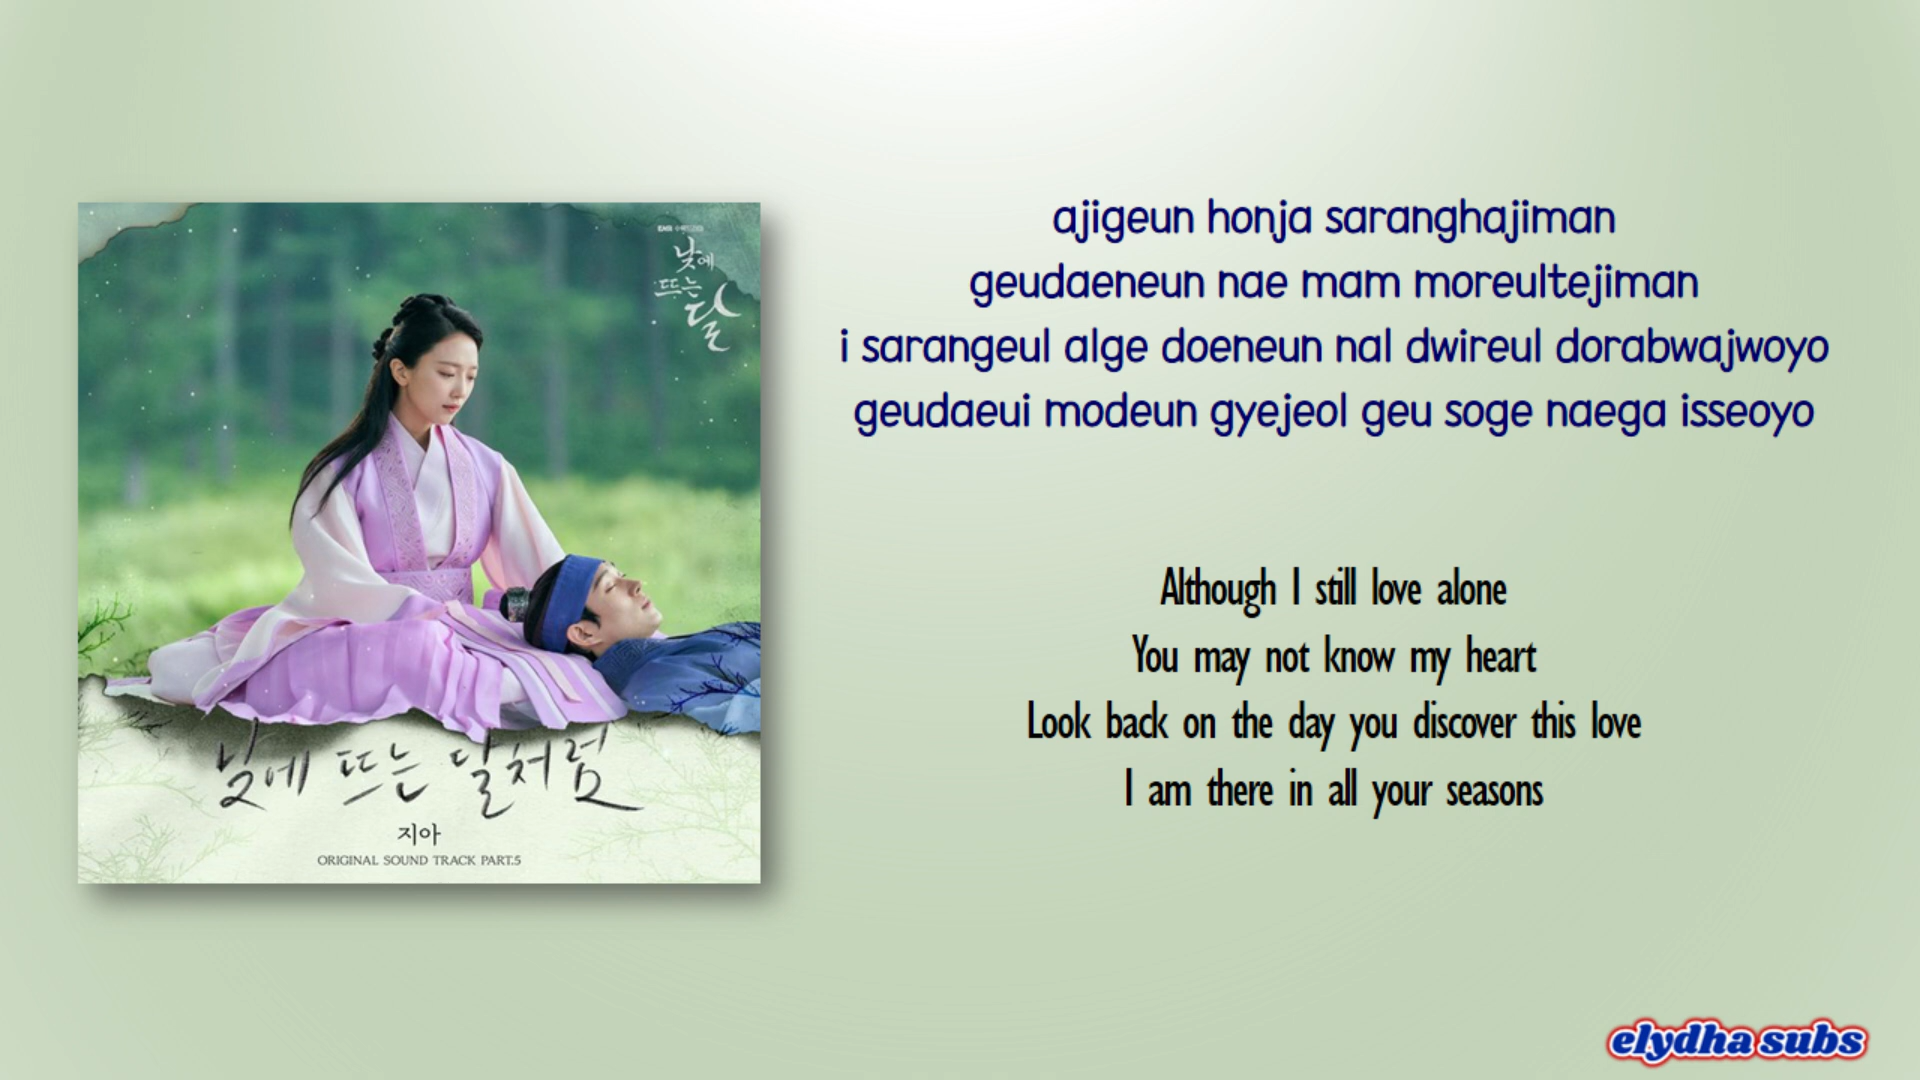 낮에
뜨는
달
낮에 뜨는 달처럼
지아
ORIGINAL SOUND TRACK PART.5
ajigeun honja saranghajiman
geudaeneun nae mam moreultejiman
i sarangeul alge doeneun nal dwireul dorabwajwoyo
geudaeui modeun gyejeol geu soge naega isseoyo
Although I still love alone
You may not know my heart
Look back on the day you discover this love
I am there in all your seasons
elydha subs